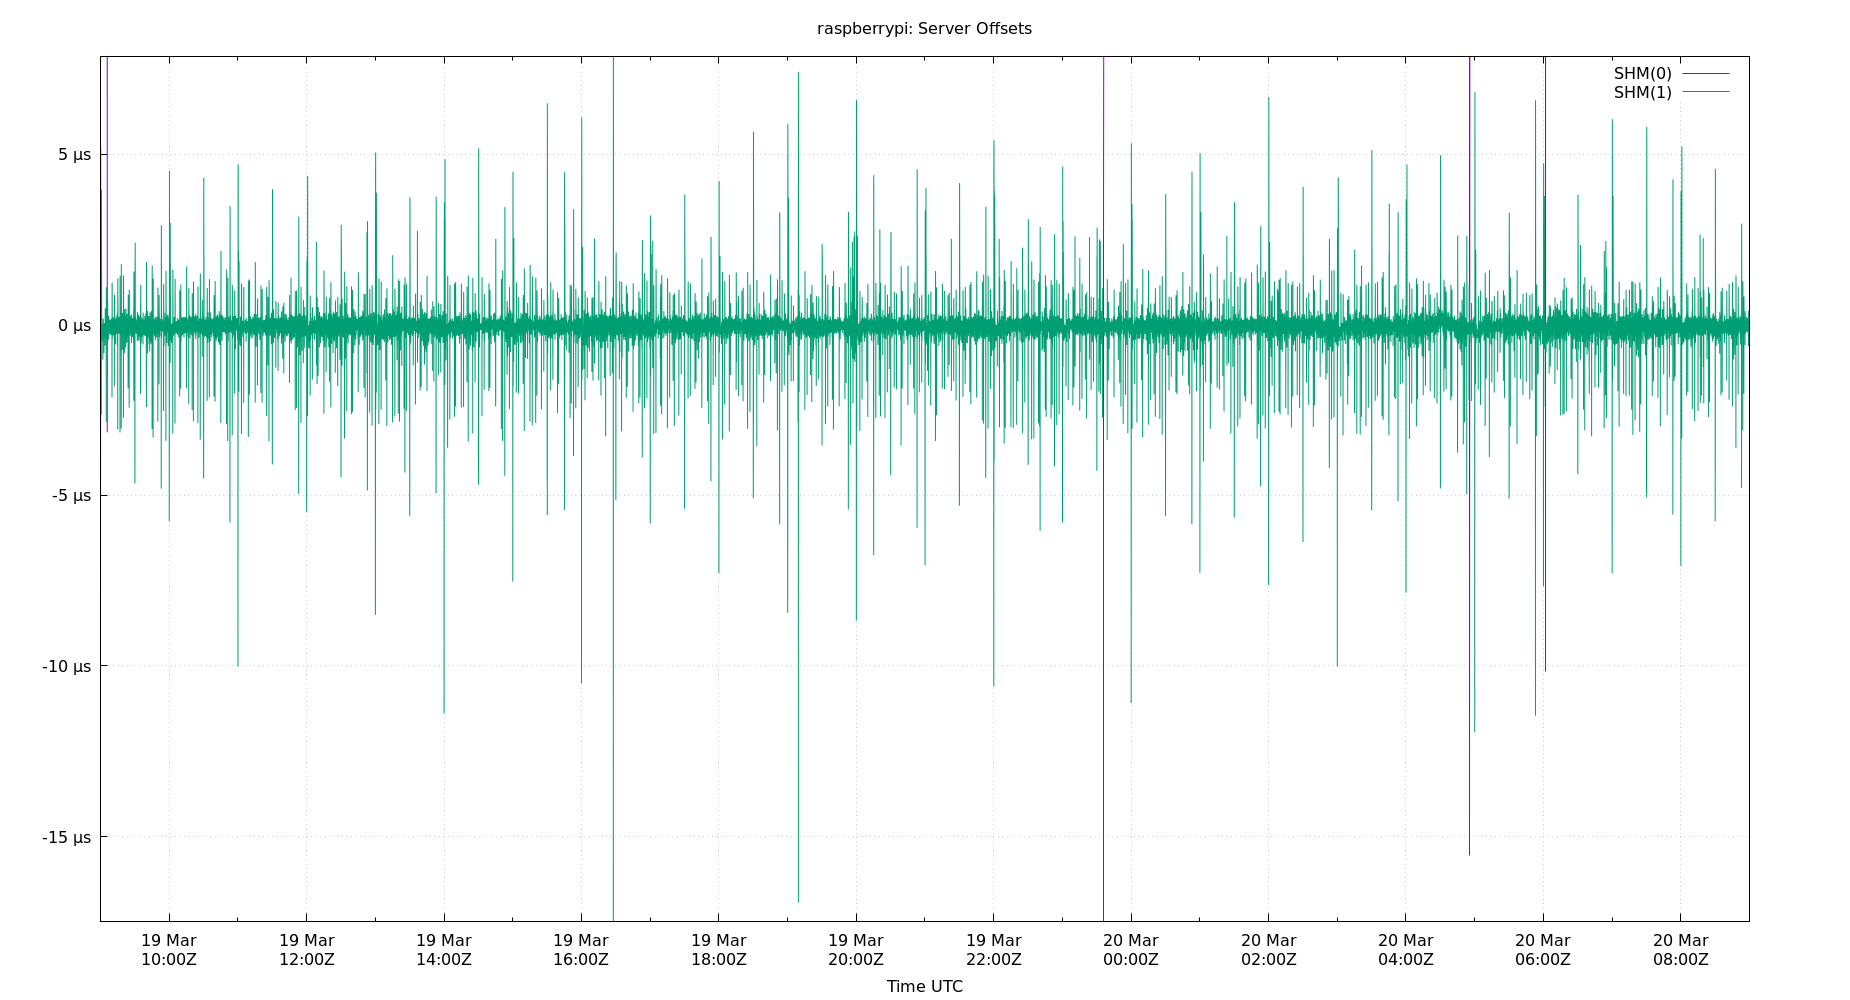 raspberrypi: Server Offsets
SHM(0)
SHM(1)
5 µs
0 µs
-5 µs
-10 µs
-15 µs
19 Mar 19 Mar 19 Mar 19 Mar 19 Mar 19 Mar 19 Mar 20 Mar 20 Mar 20 Mar 20 Mar 20 Mar
10:00Z 12:00Z 14:00Z 16:00Z 18:00Z 20:00Z 22:00Z 00:00Z 02:00Z 04:00Z 06:00Z 08:00Z
Time UTC